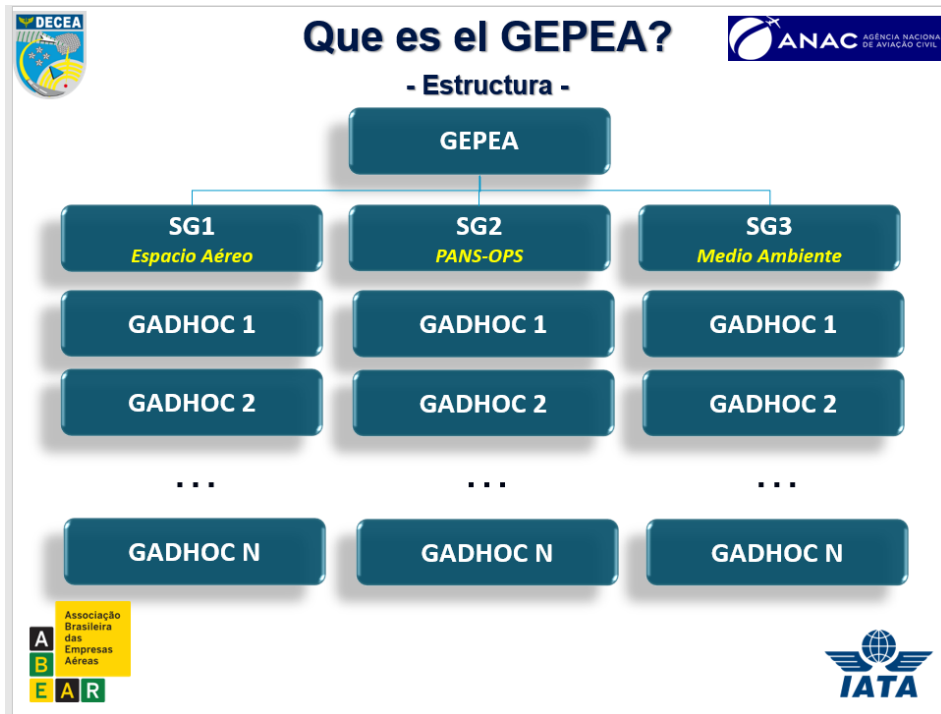 DECEA
Que es el GEPEA?
ANAC AGÊNCIA NACIONAL
DE AVIAÇÃO CIVIL
- Estructura -
GEPEA
SG1
Espacio Aéreo
SG2
PANS-OPS
SG3
Medio Ambiente
GADHOC 1
GADHOC 1
GADHOC 1
GADHOC 2
GADHOC 2
GADHOC 2
...
...
...
GADHOC N
GADHOC N
GADHOC N
Associação
Brasileira
das
Empresas
Aéreas
A
B
E A R
IATA